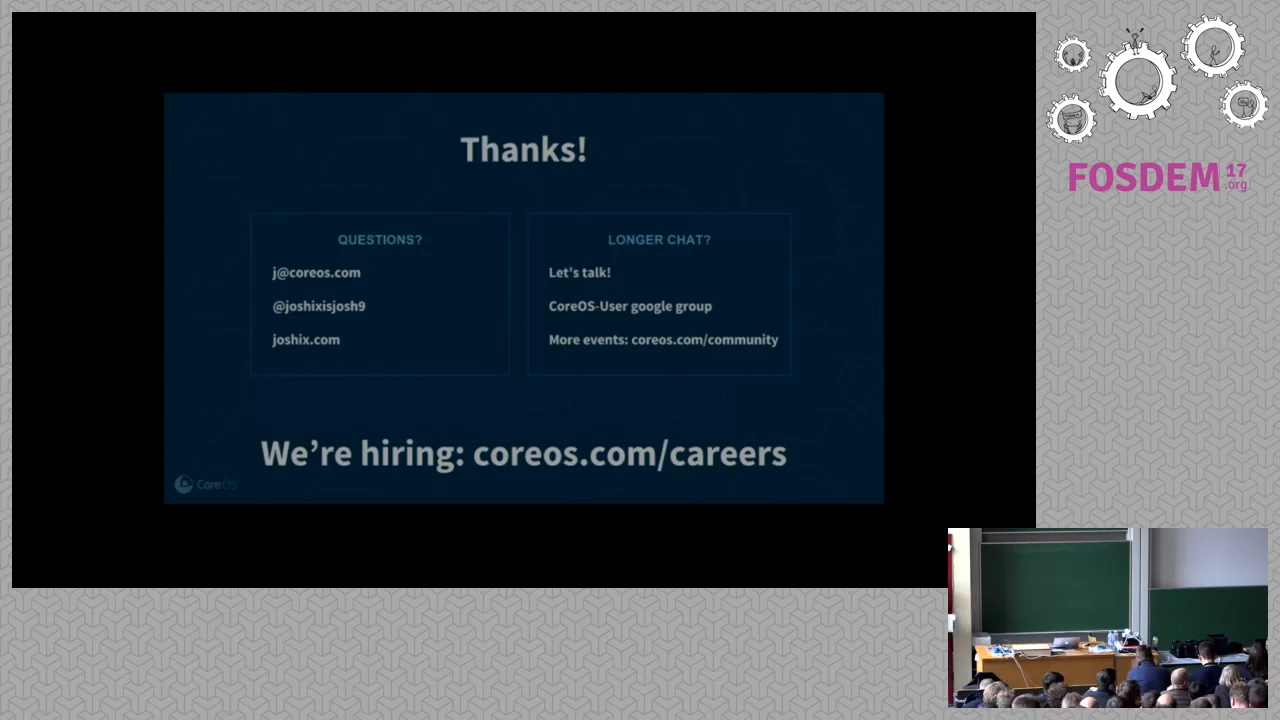 Thanks!
QUESTIONS?
j@coreos.com
@joshixisjosh9
joshix.com
LONGER CHAT?
Let’s talk!
CoreOS-User google group
More events: coreos.com/community
We’re hiring: coreos.com/careers
CoreOS
FOSDEM 17
.org